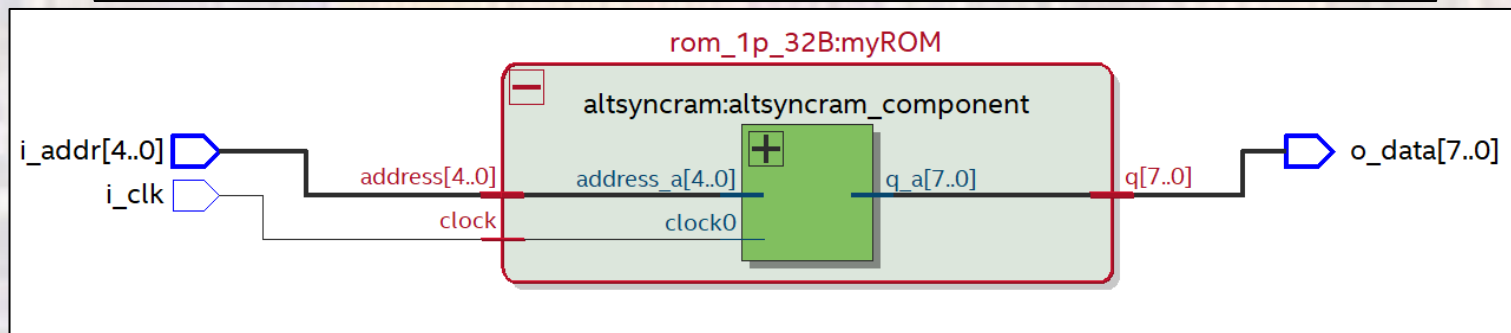 rom_1p_32B:myROM
altsyncram:altsyncram_component
i_addr[4..0]
address[4..0]
address_a[4..0]
q_a[7..0]
q[7..0]
o_data[7..0]
i_clk
clock
clock0